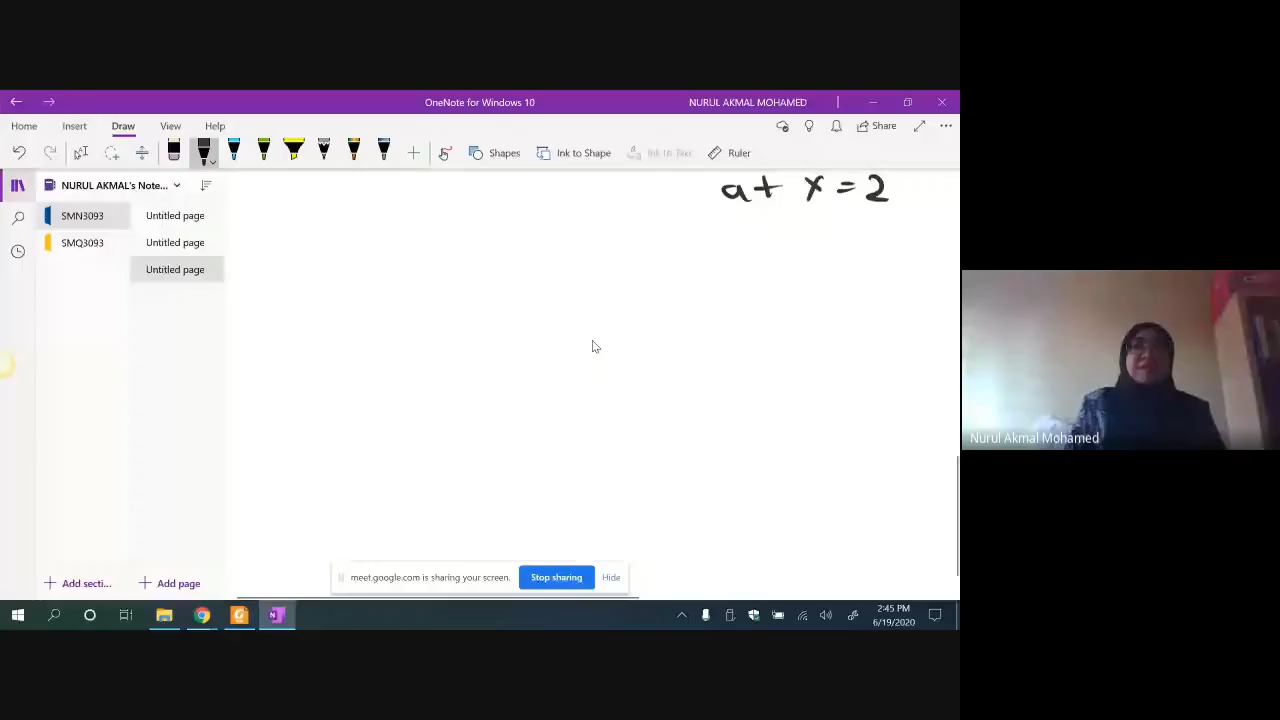 OneNote for Windows 10
NURUL AKMAL MOHAMED
Home Insert Draw View Help
Share
Shapes
Ink to Shape
Ink to Text
Ruler
NURUL AKMAL's Note...
SMN3093
SMQ3093
Untitled page
Untitled page
Untitled page
at x = 2
Nurul Akmal Mohamed
Add secti...
Add page
meet.google.com is sharing your screen.
Stop sharing
Hide
2:45 PM
6/19/2020